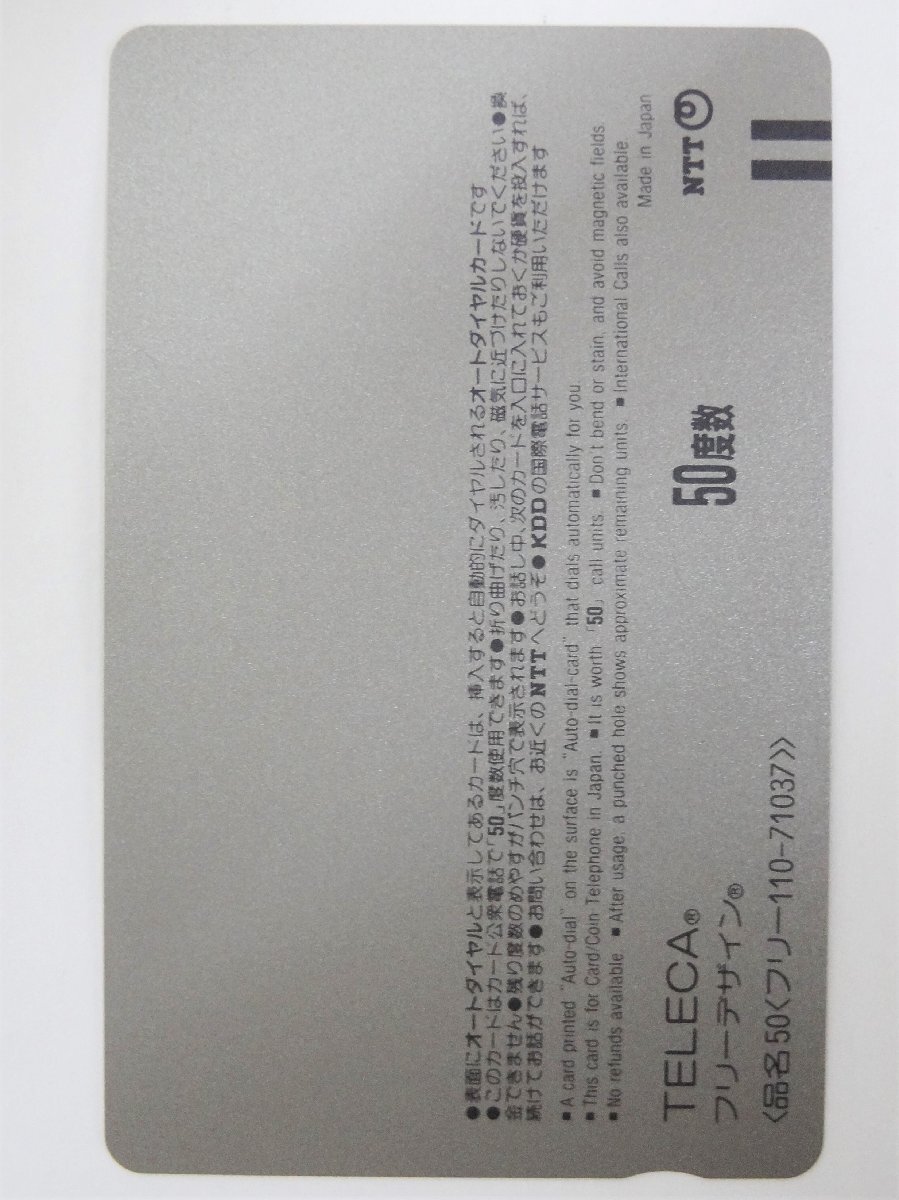 ●表面にオートダイヤルと表示してあるカードは、挿入すると自動的にダイヤルされるオートダイヤルカードです
●このカードはカード公衆電話で「50」度数使用できます●折り曲げたり、汚したり、磁気に近づけたりしないでください●換
金できません●残り度数のめやすがパンチ穴で表示されます●お話し中、次のカードを入口に入れておくか硬貨を投入すれば、
続けてお話ができます●お問い合わせは、お近くのNTTへどうぞ●KDDの国際電話サービスもご利用いただけます
■A card printed "Auto-dial" on the surface is "Auto-dial-card" that dials automatically for you.
■This card is for Card/Coin Telephone in Japan. ■It is worth「50」call units. ■Don't bend or stain, and avoid magnetic fields.
■No refunds available. ■After usage, a punched hole shows approximate remaining units. ■International Calls also available.
Made in Japan
TELECA®
フリーデザイン®
50度数
NTT
〈品名50〈フリー110-71037〉〉